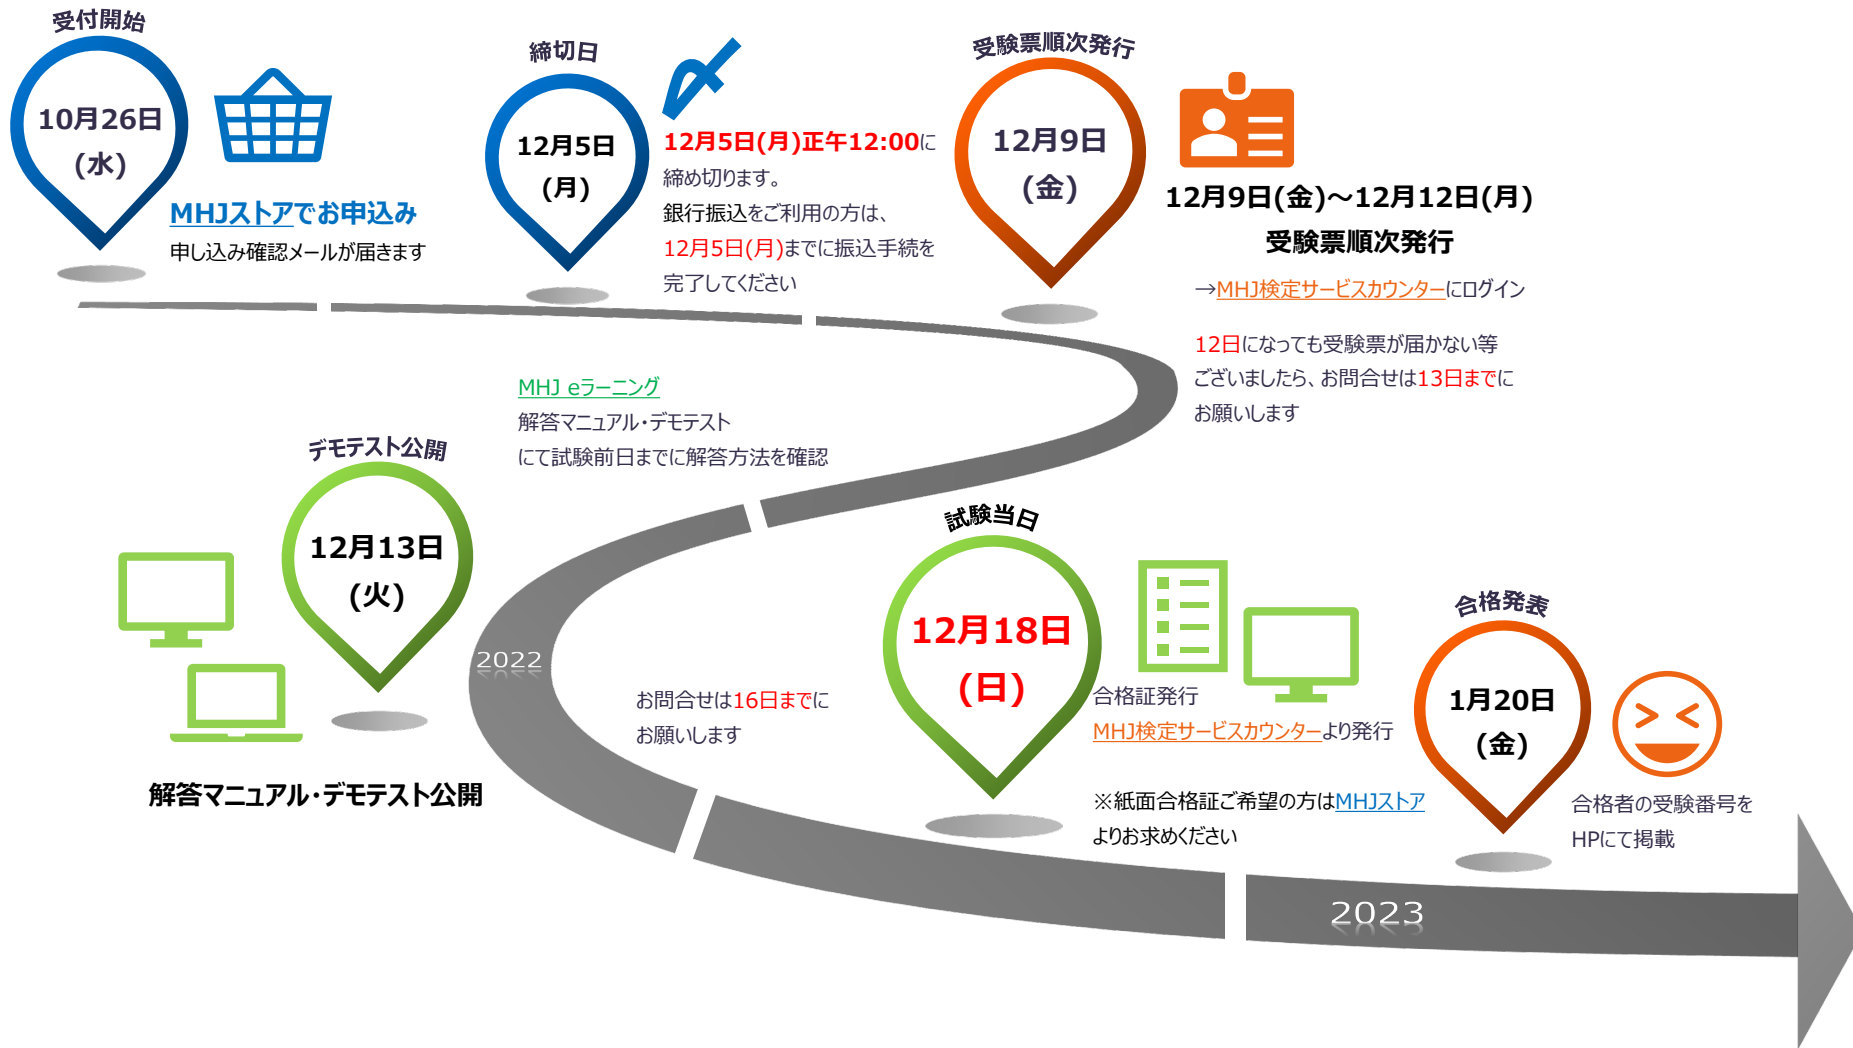 受付開始
10月26日
(水)
MHJストアでお申込み
申し込み確認メールが届きます
締切日
12月5日
(月)
12月5日(月)正午12:00に
締め切ります。
銀行振込をご利用の方は、
12月5日(月)までに振込手続を
完了してください
受験票順次発行
12月9日
(金)
12月9日(金)～12月12日(月)
受験票順次発行
→MHJ検定サービスカウンターにログイン
12日になっても受験票が届かない等
ございましたら、お問合せは13日までに
お願いします
MHJ eラーニング
解答マニュアル・デモテスト
にて試験前日までに解答方法を確認
デモテスト公開
12月13日
(火)
解答マニュアル・デモテスト公開
2022
お問合せは16日までに
お願いします
試験当日
12月18日
(日)
合格証発行
MHJ検定サービスカウンターより発行
※紙面合格証ご希望の方はMHJストア
よりお求めください
合格発表
1月20日
(金)
合格者の受験番号を
HPにて掲載
2023